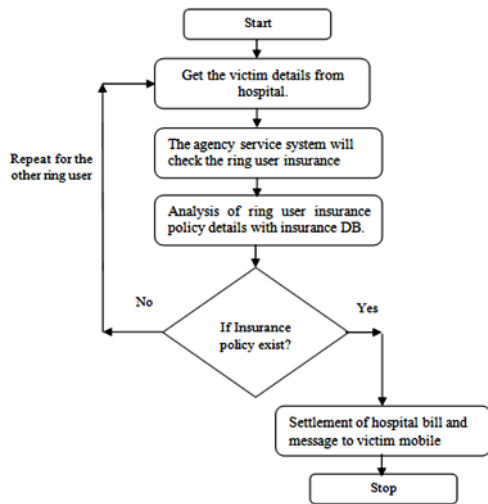 Start
Get the victim details from
hospital.
The agency service system will
check the ring user insurance
Repeat for the
other ring user
Analysis of ring user insurance
policy details with insurance DB.
No
Yes
If Insurance
policy exist?
Settlement of hospital bill and
message to victim mobile
Stop